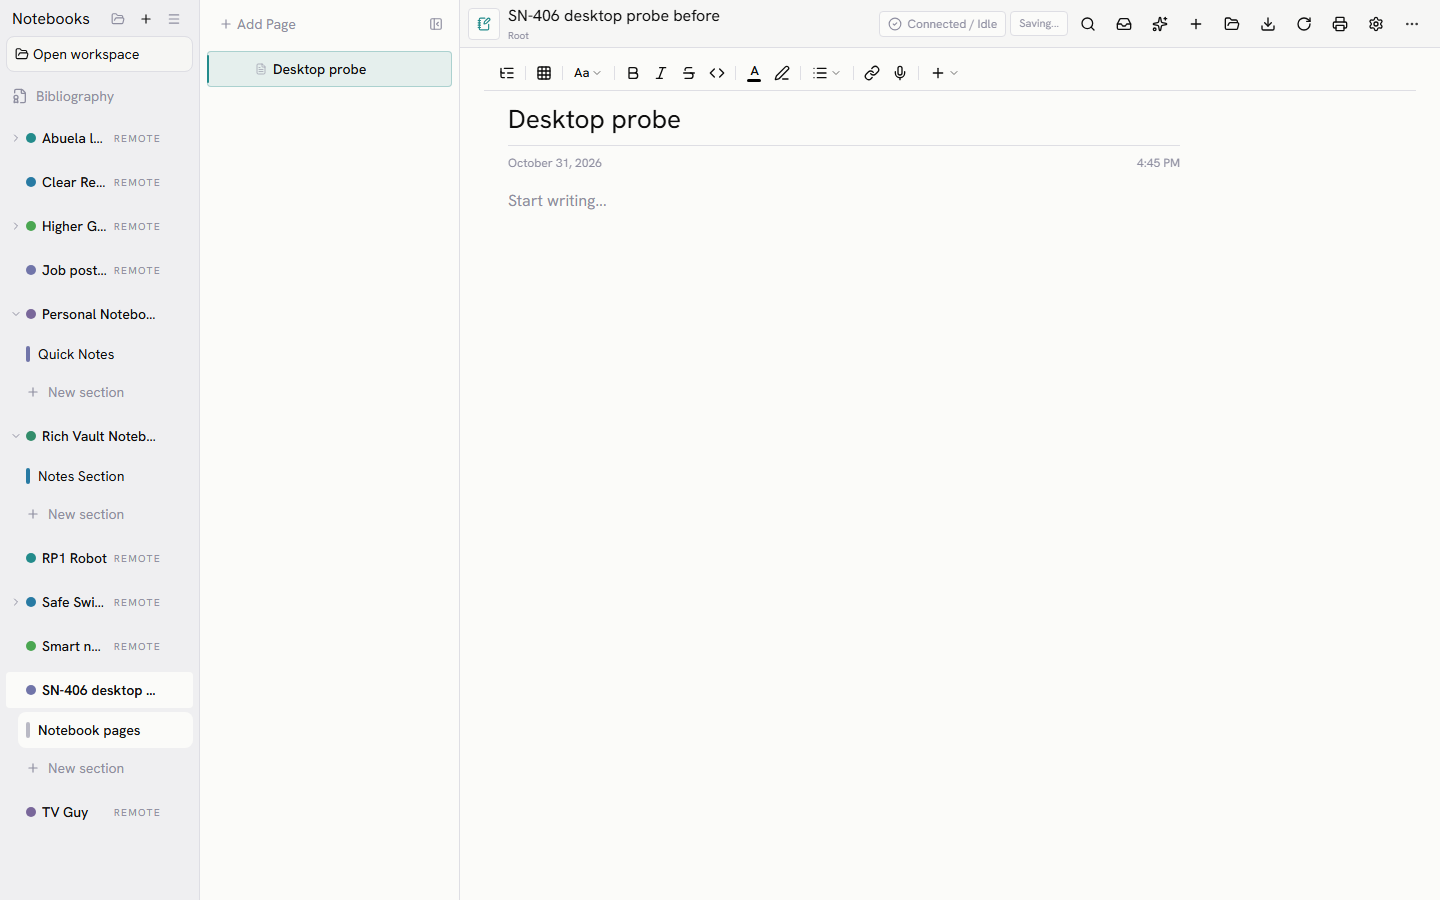 Notebooks
Open workspace
Bibliography
Abuela l... REMOTE
Clear Re... REMOTE
Higher G... REMOTE
Job post... REMOTE
Personal Notebo...
Quick Notes
New section
Rich Vault Noteb...
Notes Section
New section
RP1 Robot REMOTE
Safe Swi... REMOTE
Smart n... REMOTE
SN-406 desktop ...
Notebook pages
New section
TV Guy REMOTE
Add Page
Desktop probe
SN-406 desktop probe before
Root
Connected / Idle
Saving...
Aa
B I S A
Desktop probe
October 31, 2026 4:45 PM
Start writing...